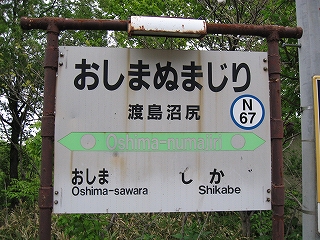 おしまぬまじり
渡島沼尻
N
67
Oshima-numajiri
おしま しか
Oshima-sawara Shikabe